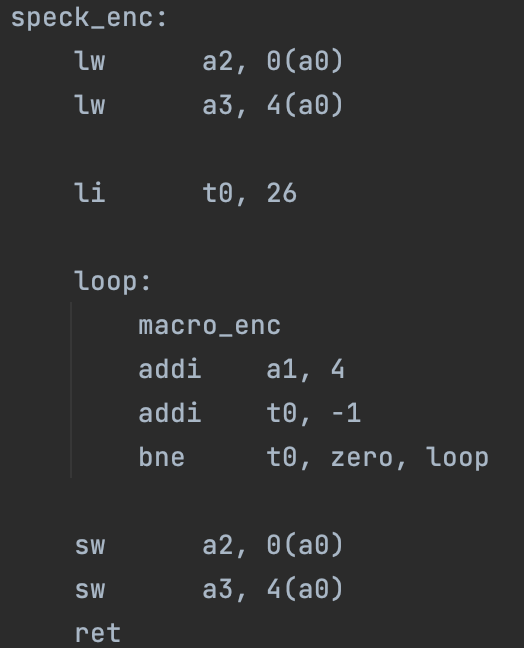 speck_enc:
lw a2, 0(a0)
lw a3, 4(a0)
li t0, 26
loop:
macro_enc
addi a1, 4
addi t0, -1
bne t0, zero, loop
sw a2, 0(a0)
sw a3, 4(a0)
ret